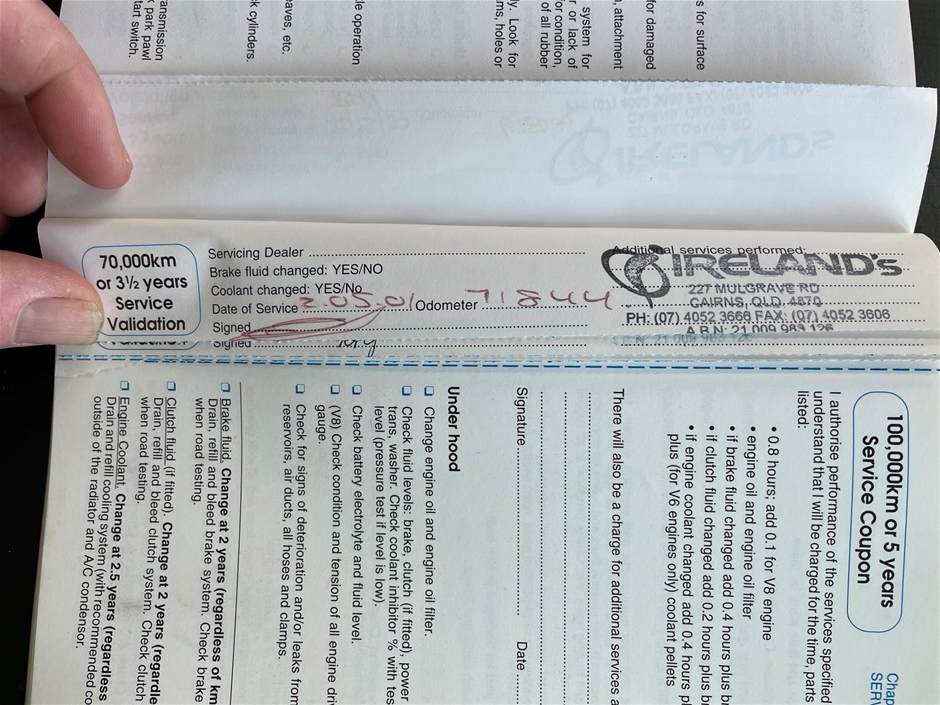 s for surface
for damaged
, attachment
system for
r or lack of
for condition,
of all rubber
ly. Look for
ms, holes or
le operation
eaves, etc.
k cylinders.
ansmission
k park pawl
tart switch.
70,000km
or 3½ years
Service
Validation
Servicing Dealer
Brake fluid changed: YES/NO
Coolant changed: YES/No
Date of Service 2.05.01 Odometer 71844
Signed
Signed
Additional services performed:
IRELAND'S
227 MULGRAVE RD
CAIRNS, QLD. 4870
PH: (07) 4052 3666 FAX: (07) 4052 3606
A.B.N. 21 009 983 126
A.B.N. 21 009 983 126
Chap
SERV
100,000km or 5 years
Service Coupon
I authorise performance of the services specified
understand that I will be charged for the time, parts
listed:
• 0.8 hours; add 0.1 for V8 engine
• engine oil and engine oil filter
• if brake fluid changed add 0.4 hours plus br
• if clutch fluid changed add 0.2 hours plus b
• if engine coolant changed add 0.4 hours pl
plus (for V6 engines only) coolant pellets
There will also be a charge for additional services a
Signature Date
Under hood
❑ Change engine oil and engine oil filter.
❑ Check fluid levels: brake, clutch (if fitted), power
trans, washer. Check coolant inhibitor % with tes
level (pressure test if level is low).
❑ Check battery electrolyte and fluid level.
❑ (V8) Check condition and tension of all engine driv
gauge.
❑ Check for signs of deterioration and/or leaks from
reservoirs, air ducts, all hoses and clamps.
❑ Brake fluid. Change at 2 years (regardless of km
Drain, refill and bleed brake system. Check brake
when road testing.
❑ Clutch fluid (if fitted). Change at 2 years (regardle
Drain, refill and bleed clutch system. Check clutch
when road testing.
❑ Engine Coolant. Change at 2.5 years (regardless
Drain and refill cooling system (with recommended co
outside of the radiator and A/C condensor.